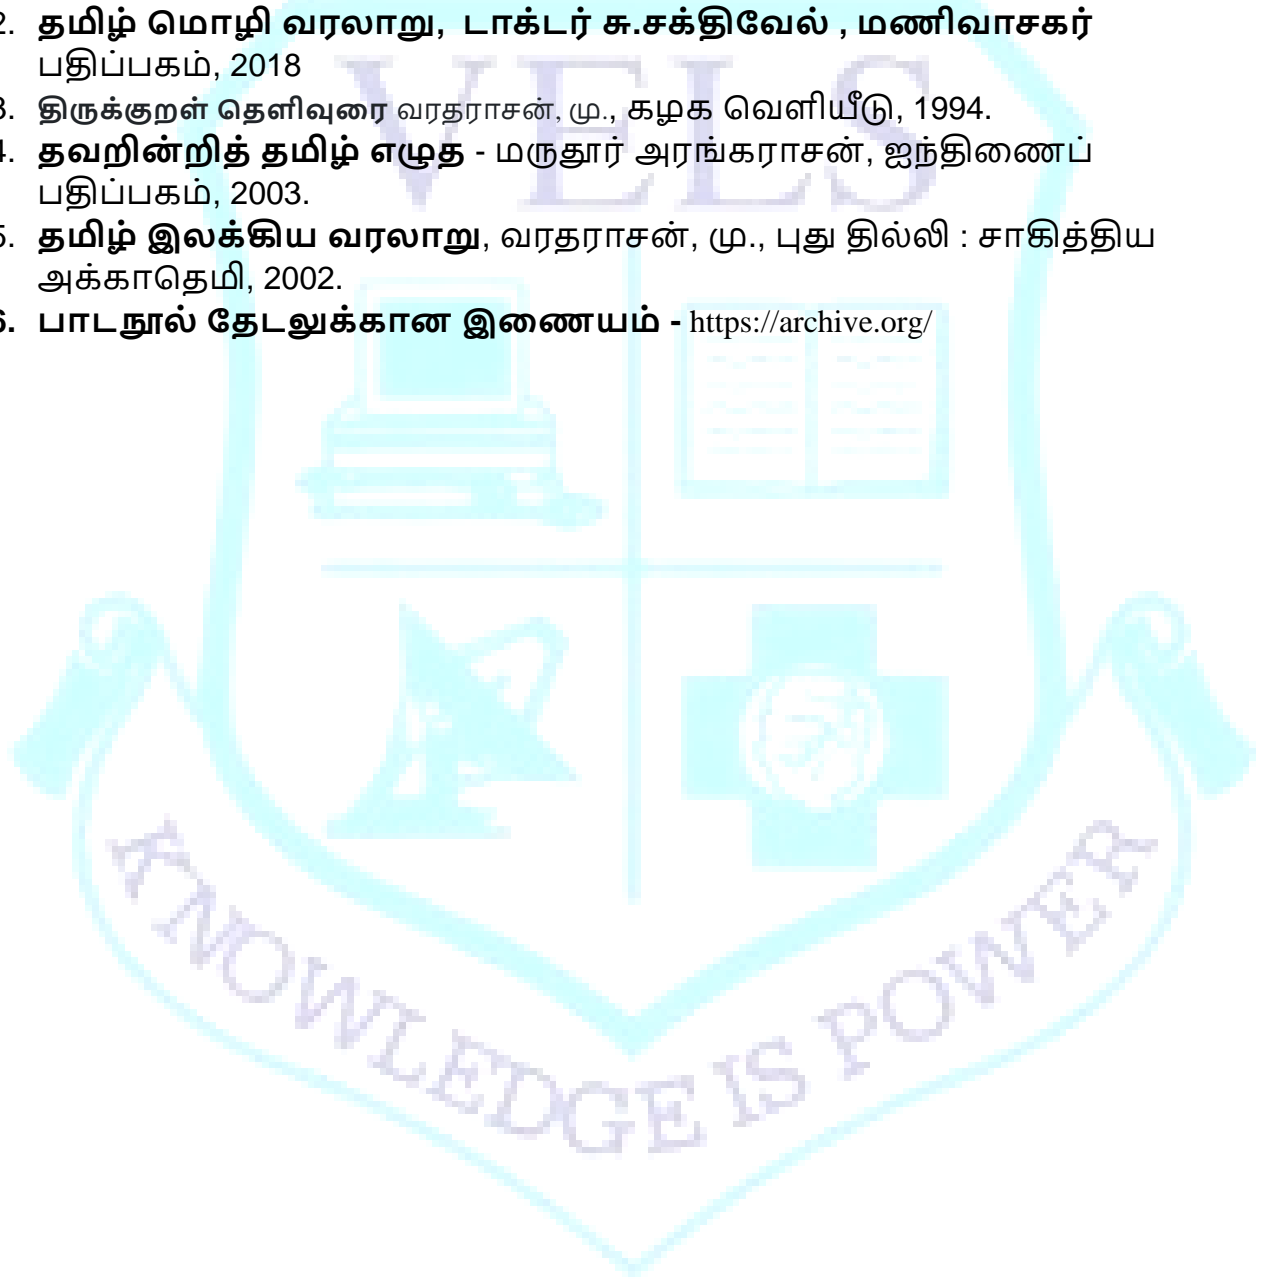 2. தமிழ் மொழி வரலாறு, டாக்டர் சு.சக்திவேல் , மணிவாசகர்
பதிப்பகம், 2018
3. திருக்குறள் தெளிவுரை வரதராசன், மு., கழக வெளியீடு, 1994.
4. தவறின்றித் தமிழ் எழுத - மருதூர் அரங்கராசன், ஐந்திணைப்
பதிப்பகம், 2003.
5. தமிழ் இலக்கிய வரலாறு, வரதராசன், மு., புது தில்லி : சாகித்திய
அக்காதெமி, 2002.
6. பாடநூல் தேடலுக்கான இணையம் - https://archive.org/
VELS
KNOWLEDGE IS POWER